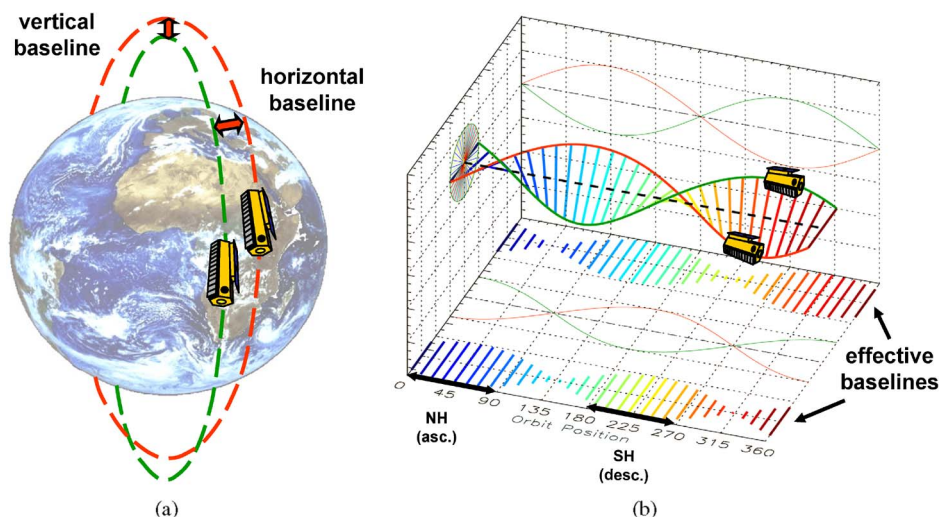 vertical
baseline
horizontal
baseline
(a)
effective
baselines
0
45
90
135
180
225
270
315
360
Orbit Position
NH
(asc.)
SH
(desc.)
(b)